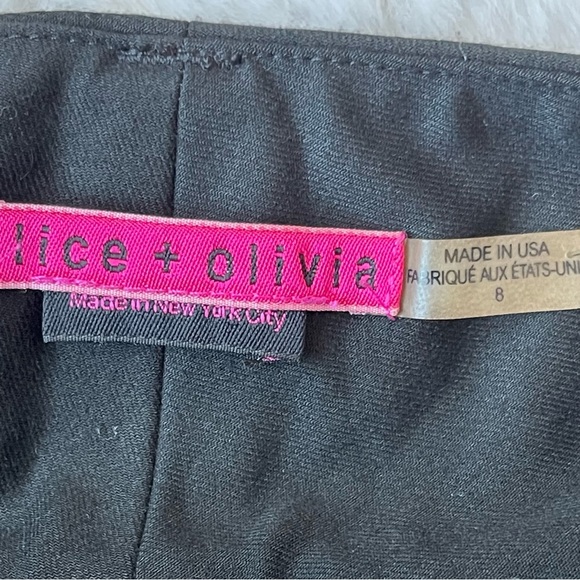 lice + olivia
Made in New York City
MADE IN USA
FABRIQUÉ AUX ÉTATS-UNI
8